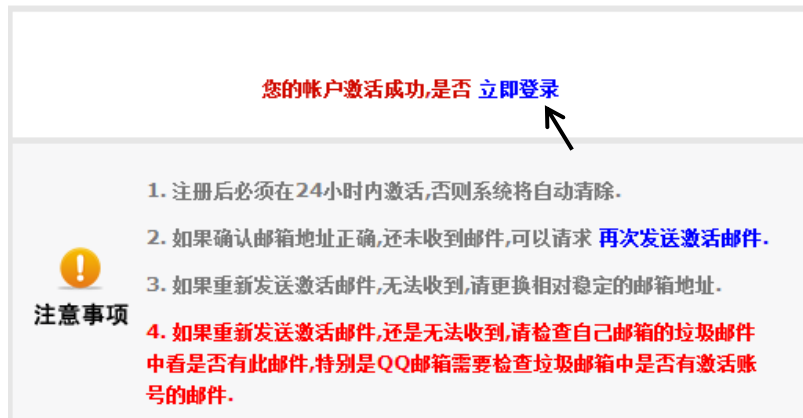 您的帐户激活成功,是否 立即登录
1. 注册后必须在24小时内激活,否则系统将自动清除.
2. 如果确认邮箱地址正确,还未收到邮件,可以请求 再次发送激活邮件.
3. 如果重新发送激活邮件,无法收到,请更换相对稳定的邮箱地址.
注意事项
4. 如果重新发送激活邮件,还是无法收到,请检查自己邮箱的垃圾邮件
中看是否有此邮件,特别是QQ邮箱需要检查垃圾邮箱中是否有激活账
号的邮件.